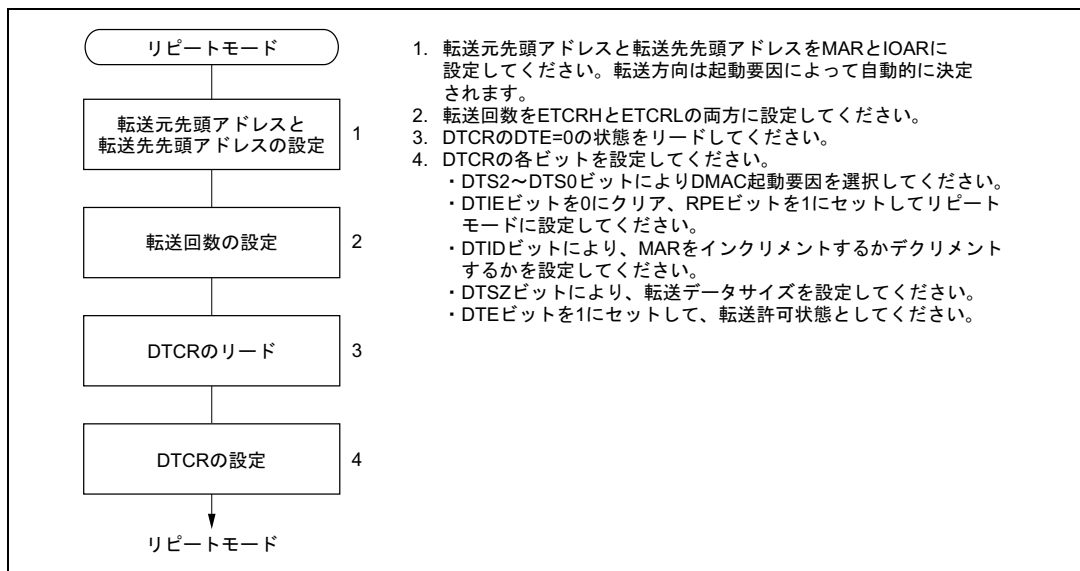 リピートモード
転送元先頭アドレスと
転送先先頭アドレスの設定
1
転送回数の設定
2
DTCRのリード
3
DTCRの設定
4
リピートモード
1. 転送元先頭アドレスと転送先先頭アドレスをMARとIOARに
設定してください。転送方向は起動要因によって自動的に決定
されます。
2. 転送回数をETCRHとETCRLの両方に設定してください。
3. DTCRのDTE=0の状態をリードしてください。
4. DTCRの各ビットを設定してください。
・DTS2～DTS0ビットによりDMAC起動要因を選択してください。
・DTIEビットを0にクリア、RPEビットを1にセットしてリピート
モードに設定してください。
・DTIDビットにより、MARをインクリメントするかデクリメント
するかを設定してください。
・DTSZビットにより、転送データサイズを設定してください。
・DTEビットを1にセットして、転送許可状態としてください。